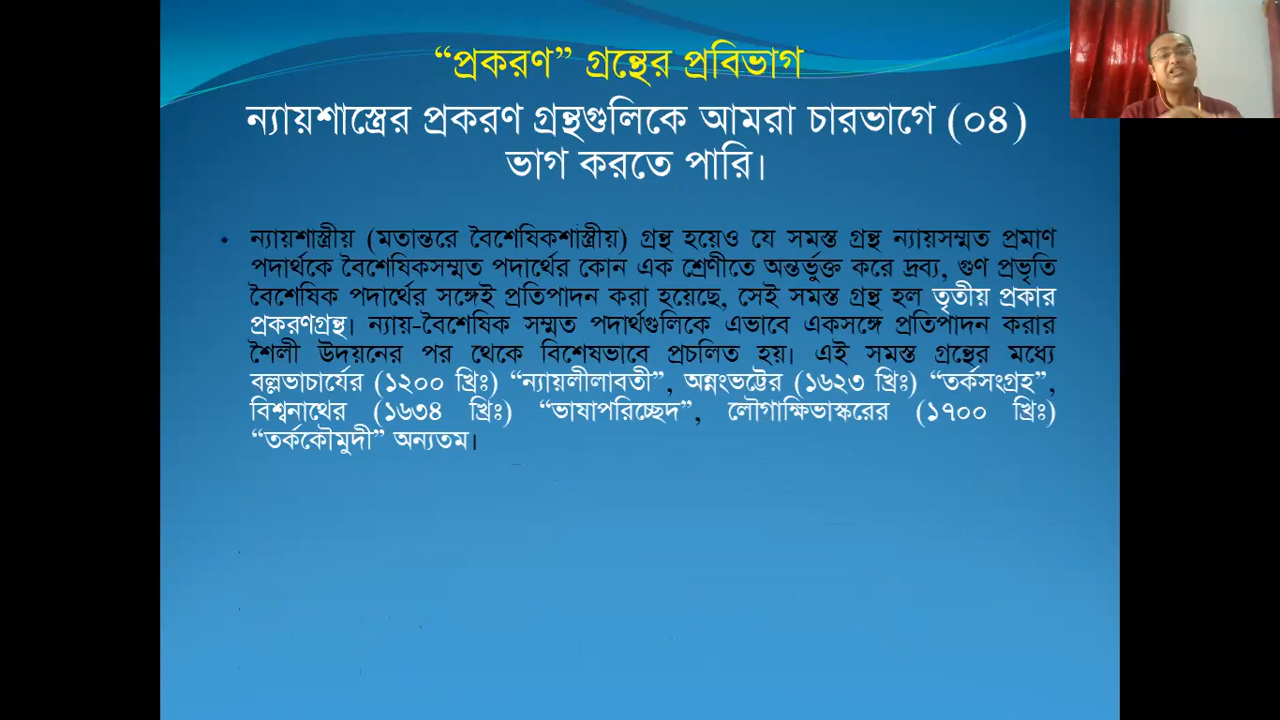 “প্রকরণ” গ্রন্থের প্রবিভাগ
ন্যায়শাস্ত্রের প্রকরণ গ্রন্থগুলিকে আমরা চারভাগে (০৪)
ভাগ করতে পারি।
• ন্যায়শাস্ত্রীয় (মতান্তরে বৈশেষিকশাস্ত্রীয়) গ্রন্থ হয়েও যে সমস্ত গ্রন্থ ন্যায়সম্মত প্রমাণ
পদার্থকে বৈশেষিকসম্মত পদার্থের কোন এক শ্রেণীতে অন্তর্ভুক্ত করে দ্রব্য, গুণ প্রভৃতি
বৈশেষিক পদার্থের সঙ্গেই প্রতিপাদন করা হয়েছে, সেই সমস্ত গ্রন্থ হল তৃতীয় প্রকার
প্রকরণগ্রন্থ। ন্যায়-বৈশেষিক সম্মত পদার্থগুলিকে এভাবে একসঙ্গে প্রতিপাদন করার
শৈলী উদয়নের পর থেকে বিশেষভাবে প্রচলিত হয়। এই সমস্ত গ্রন্থের মধ্যে
বল্লভাচার্যের (১২০০ খ্রিঃ) “ন্যায়লীলাবতী”, অন্নংভট্টের (১৬২৩ খ্রিঃ) “তর্কসংগ্রহ”,
বিশ্বনাথের (১৬৩৪ খ্রিঃ) “ভাষাপরিচ্ছেদ”, লৌগাক্ষিভাস্করের (১৭০০ খ্রিঃ)
“তর্ককৌমুদী” অন্যতম।